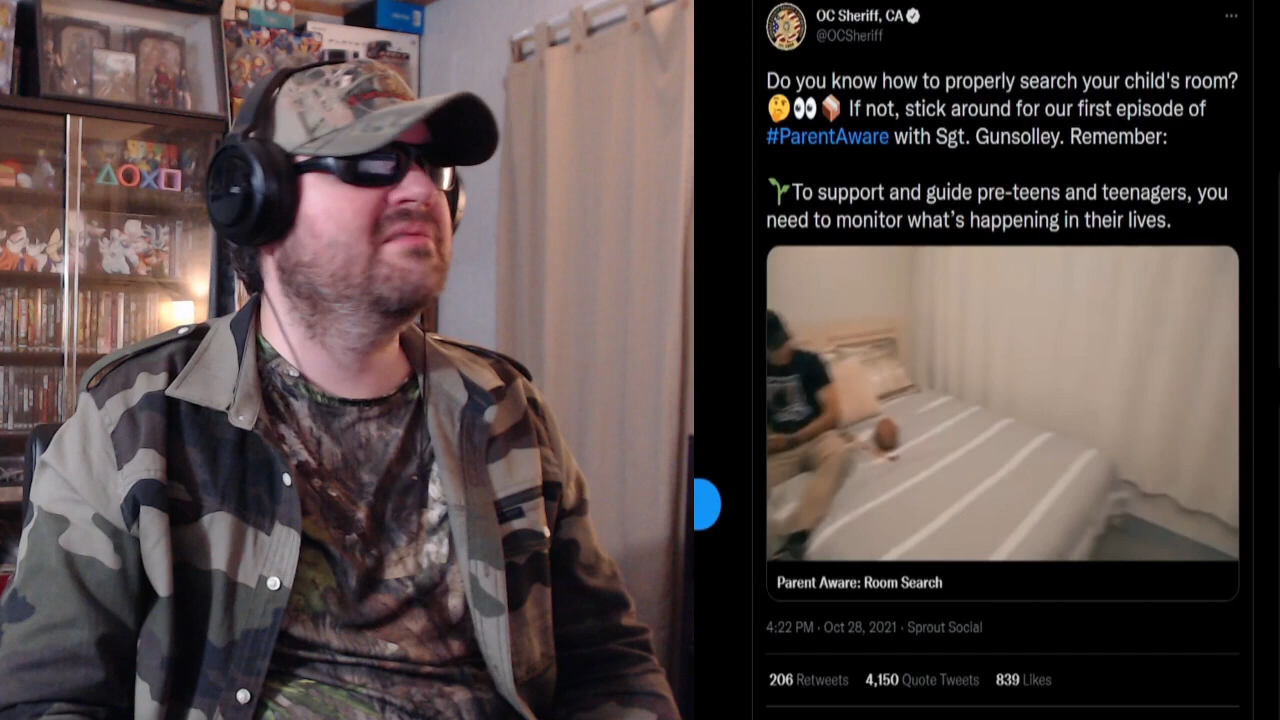 OC Sheriff, CA
@OCSheriff
Do you know how to properly search your child's room?
If not, stick around for our first episode of
#ParentAware with Sgt. Gunsolley. Remember:
To support and guide pre-teens and teenagers, you
need to monitor what's happening in their lives.
Parent Aware: Room Search
4:22 PM · Oct 28, 2021 · Sprout Social
206 Retweets 4,150 Quote Tweets 839 Likes